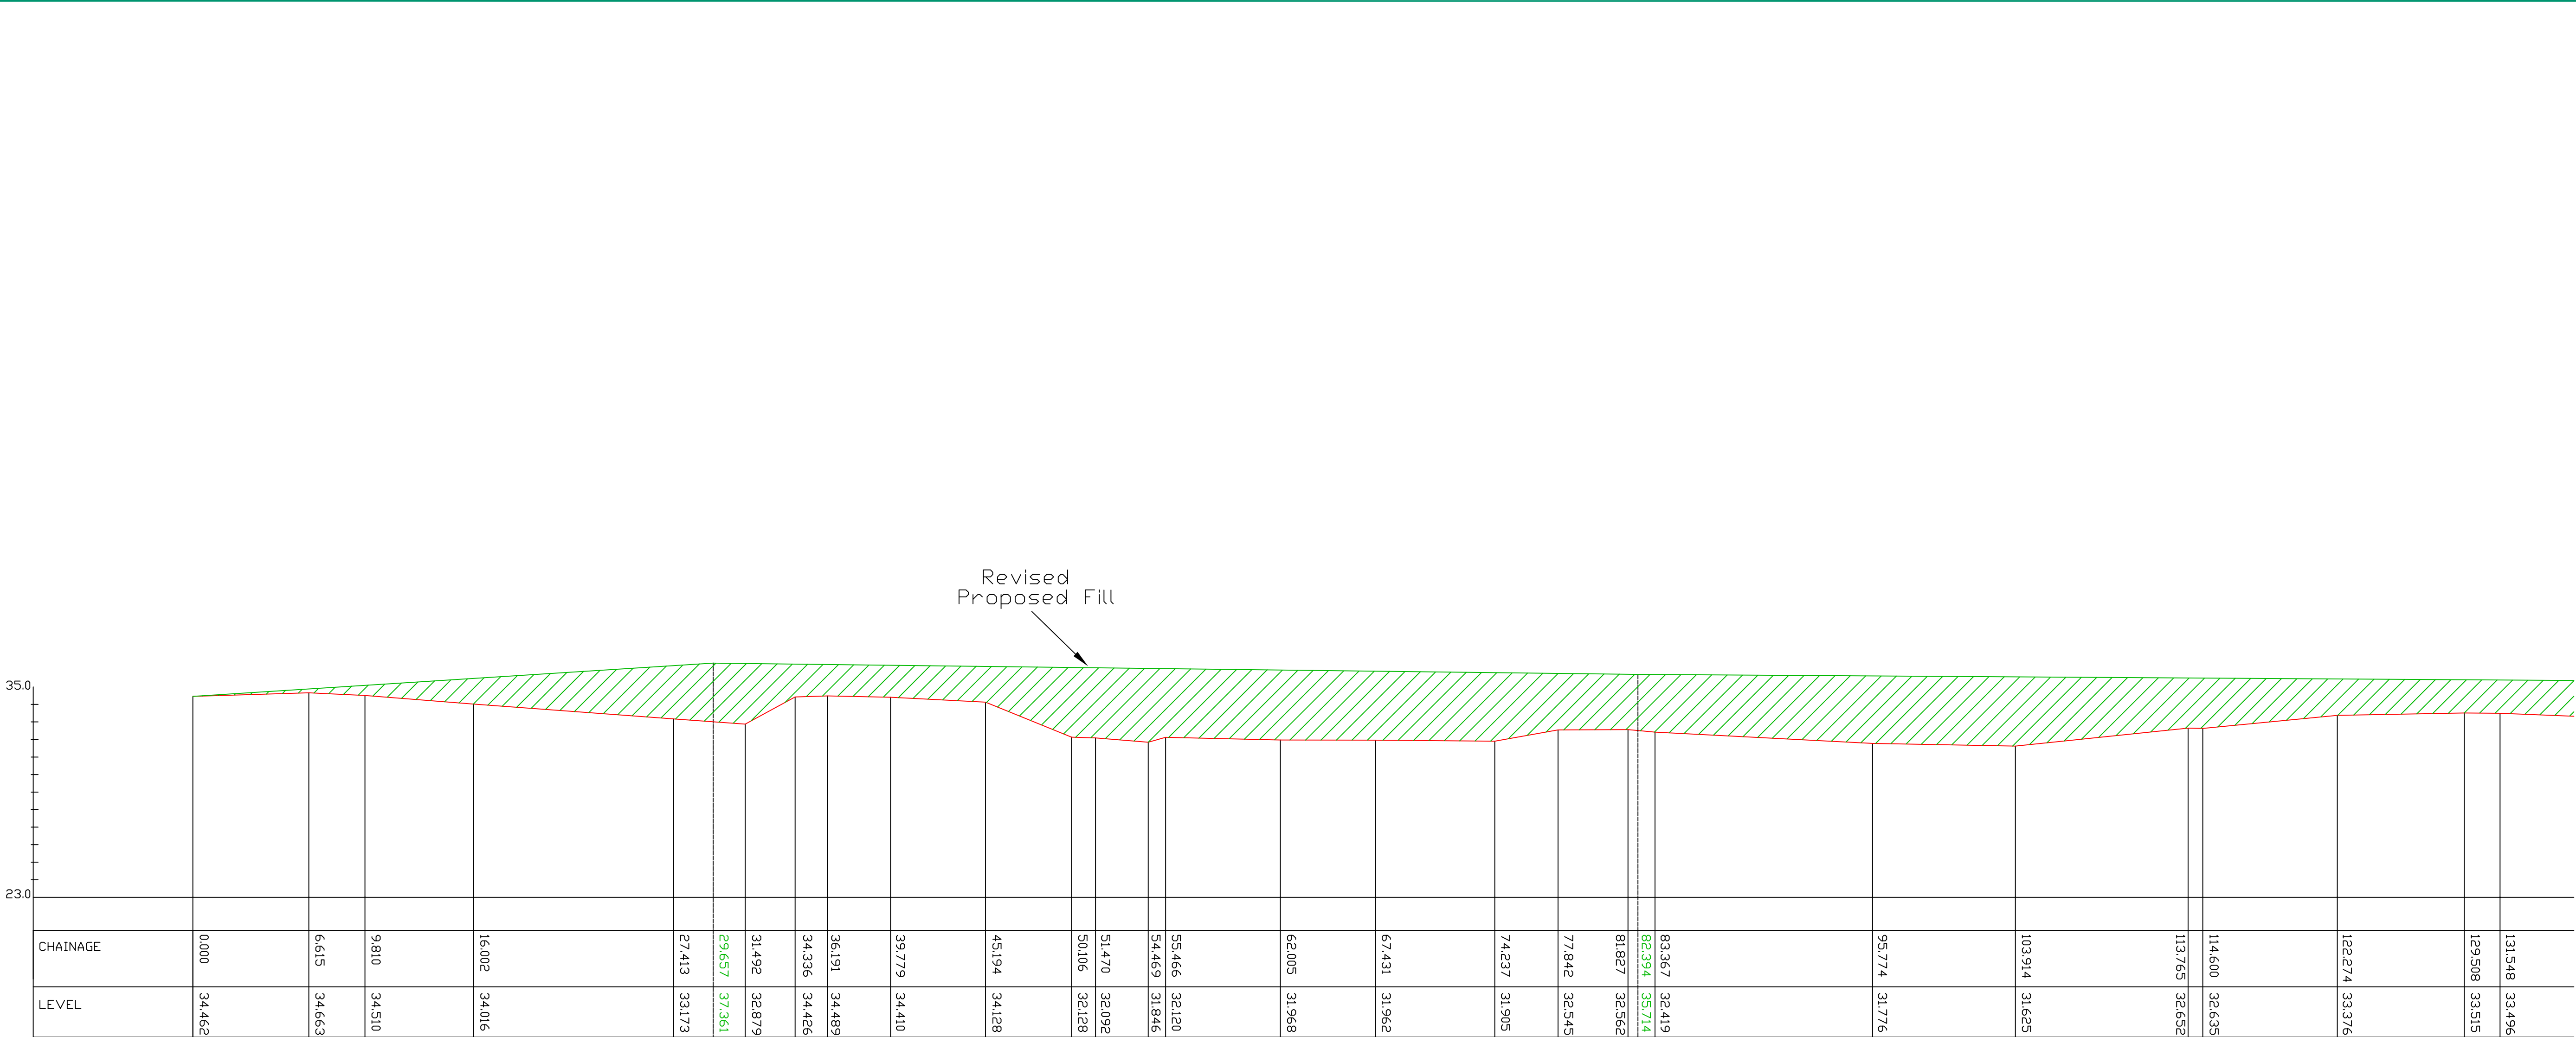 Revised
Proposed Fill
35.0
23.0
CHAINAGE 0.000 6.615 9.810 16.002 27.413 29.657 31.492 34.336 36.191 39.779 45.194 50.106 51.470 54.469 55.466 62.005 67.431 74.237 77.842 81.827 82.394 83.367 95.774 103.914 113.765 114.600 122.274 129.508 131.548
LEVEL 34.462 34.663 34.510 34.016 33.173 37.361 32.879 34.426 34.489 34.410 34.128 32.128 32.092 31.846 32.120 31.968 31.962 31.905 32.545 32.562 35.714 32.419 31.776 31.625 32.652 32.635 33.376 33.515 33.496